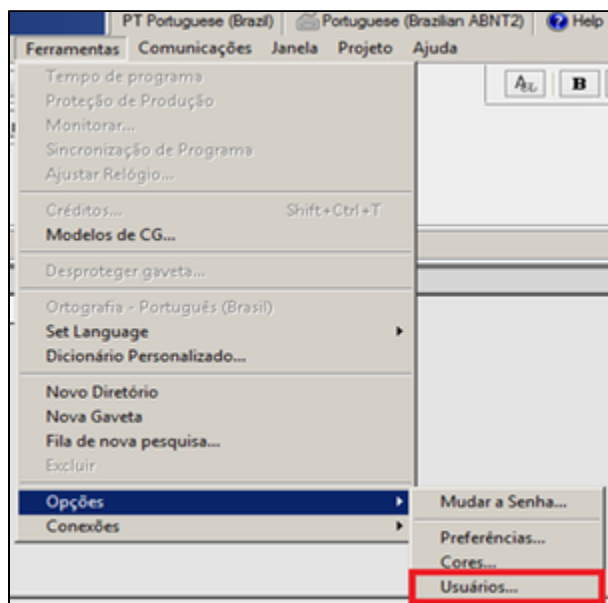 PT Portuguese (Brazil) Portuguese (Brazilian ABNT2) Help
Ferramentas Comunicações Janela Projeto Ajuda
Tempo de programa
Proteção de Produção
Monitorar...
Sincronização de Programa
Ajustar Relógio...
Créditos... Shift+Ctrl+T
Modelos de CG...
Desproteger gaveta...
Ortografia - Português (Brasil)
Set Language
Dicionário Personalizado...
Novo Diretório
Nova Gaveta
Fila de nova pesquisa...
Excluir
Opções
Conexões
Mudar a Senha...
Preferências...
Cores...
Usuários...
B